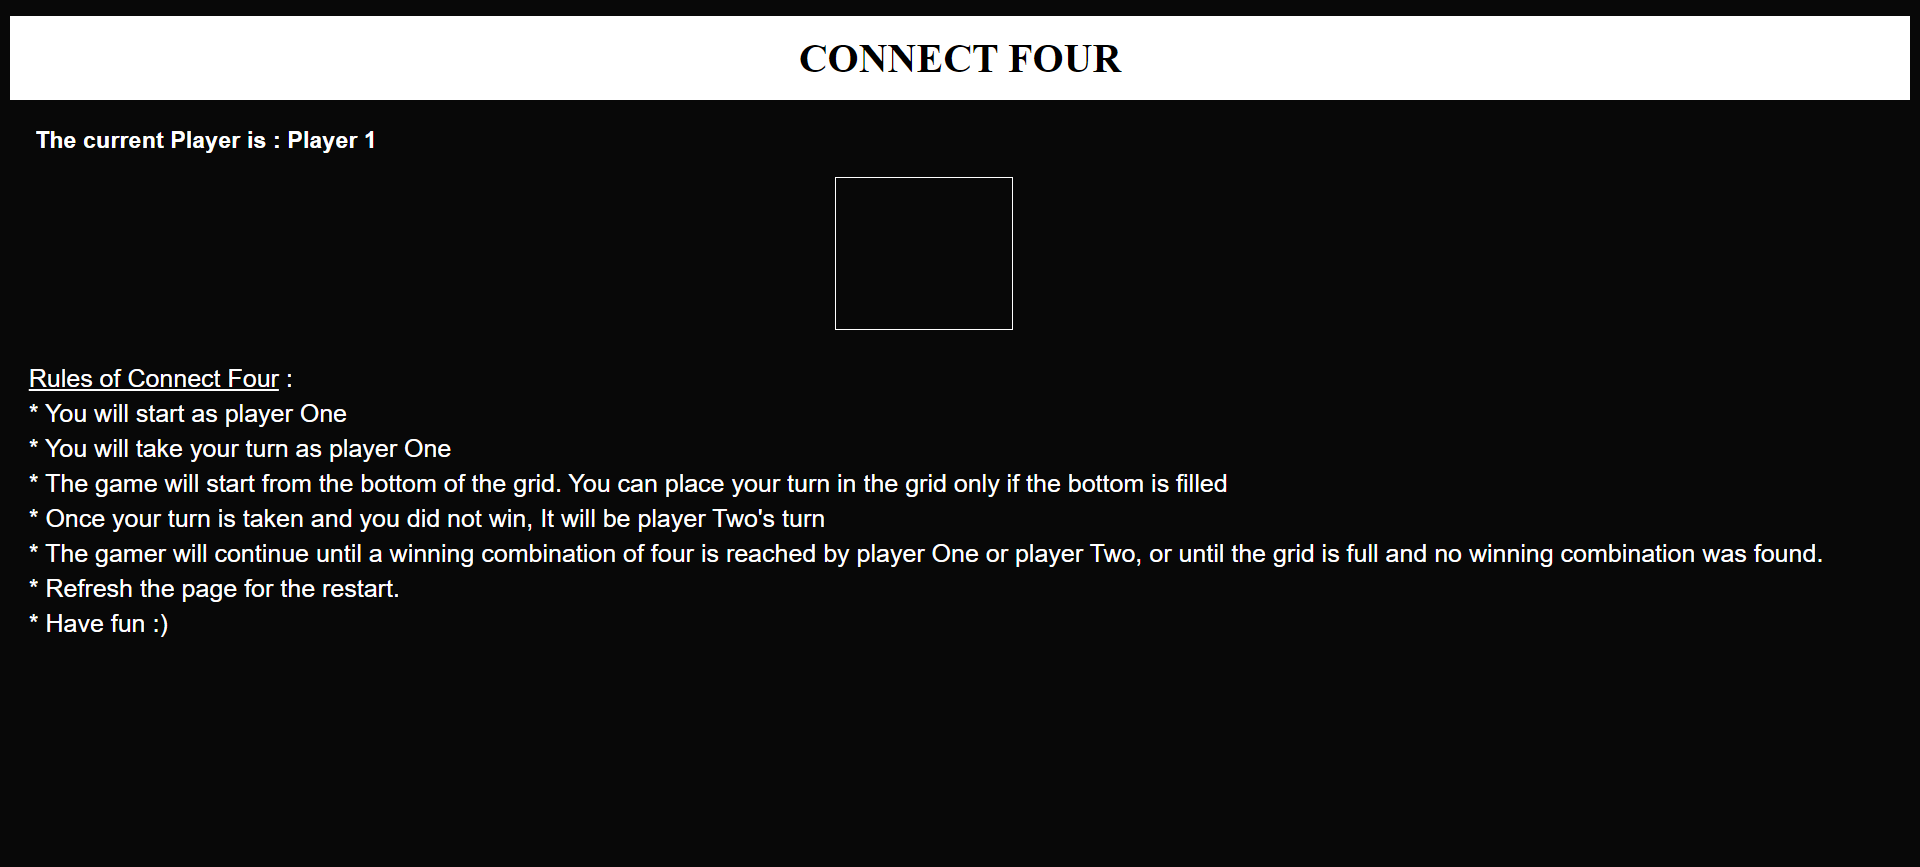 CONNECT FOUR
The current Player is : Player 1
Rules of Connect Four :
* You will start as player One
* You will take your turn as player One
* The game will start from the bottom of the grid. You can place your turn in the grid only if the bottom is filled
* Once your turn is taken and you did not win, It will be player Two's turn
* The gamer will continue until a winning combination of four is reached by player One or player Two, or until the grid is full and no winning combination was found.
* Refresh the page for the restart.
* Have fun :)